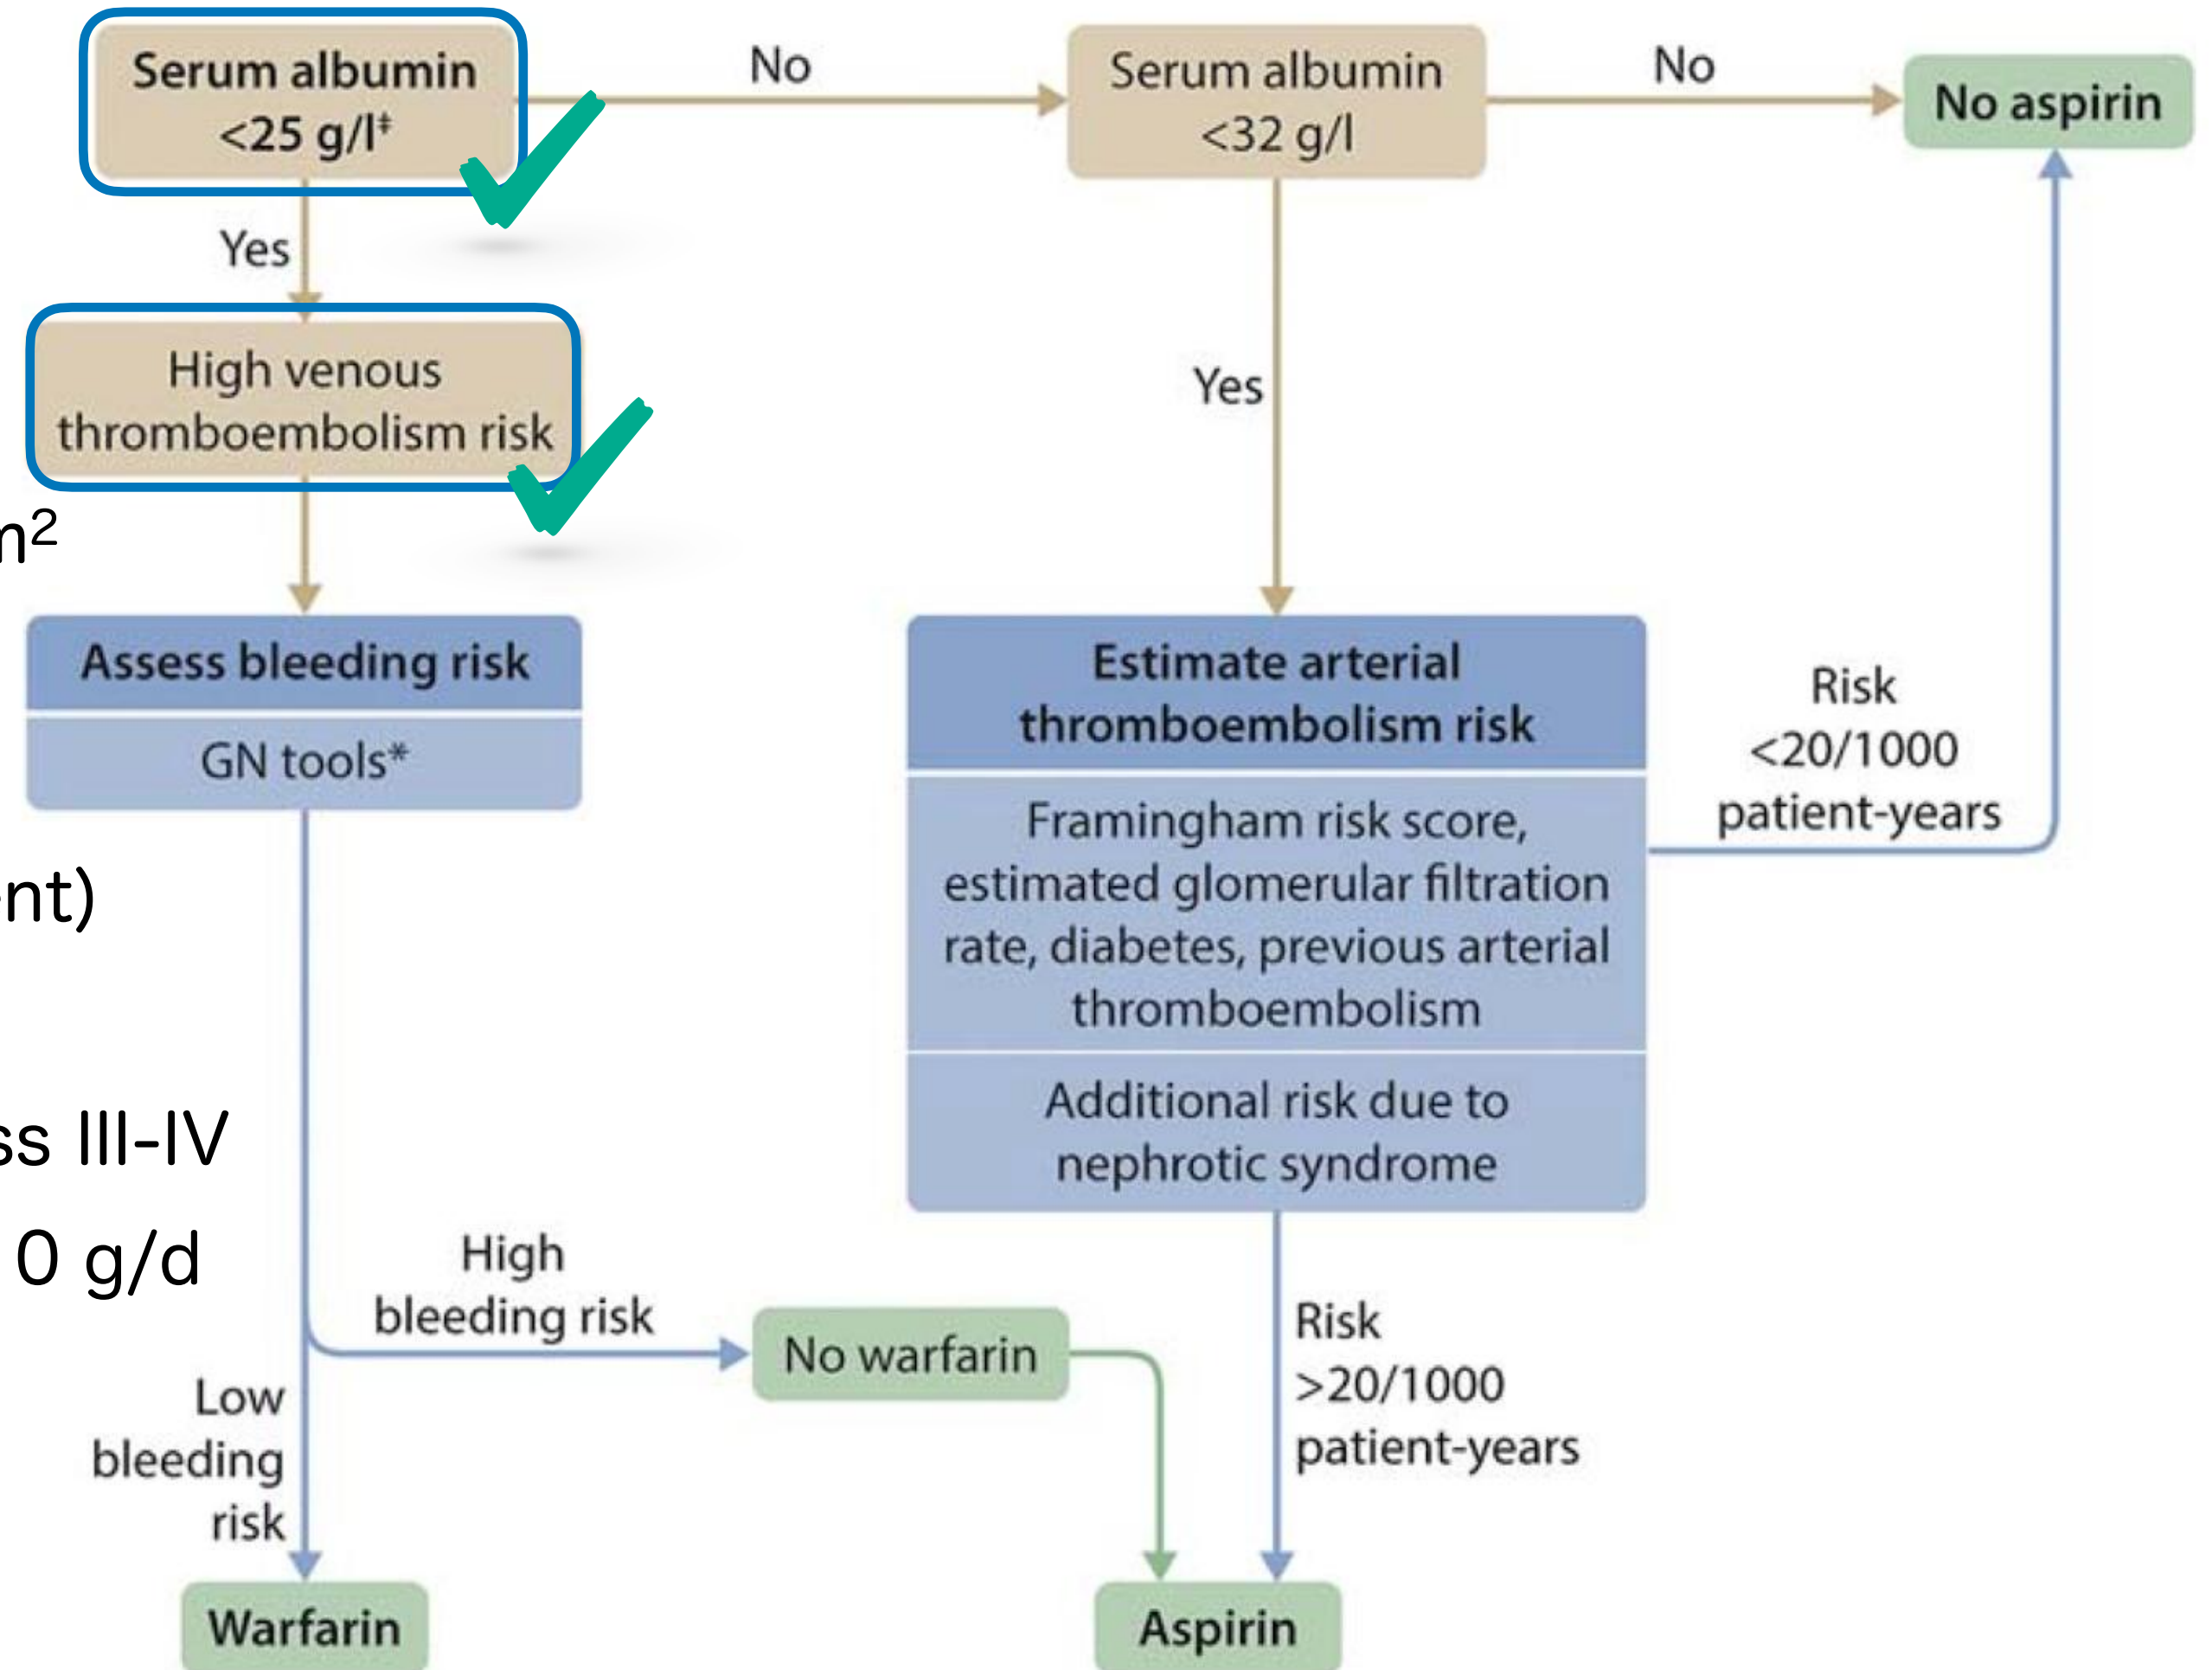 Serum albumin
<25 g/l‡
No
Serum albumin
<32 g/l
No
No aspirin
Yes
High venous
thromboembolism risk
Yes
m²
Assess bleeding risk
GN tools*
Estimate arterial
thromboembolism risk
Framingham risk score,
estimated glomerular filtration
rate, diabetes, previous arterial
thromboembolism
Additional risk due to
nephrotic syndrome
Risk
<20/1000
patient-years
ent)
ss III-IV
0 g/d
High
bleeding risk
No warfarin
Low
bleeding
risk
Risk
>20/1000
patient-years
Warfarin
Aspirin